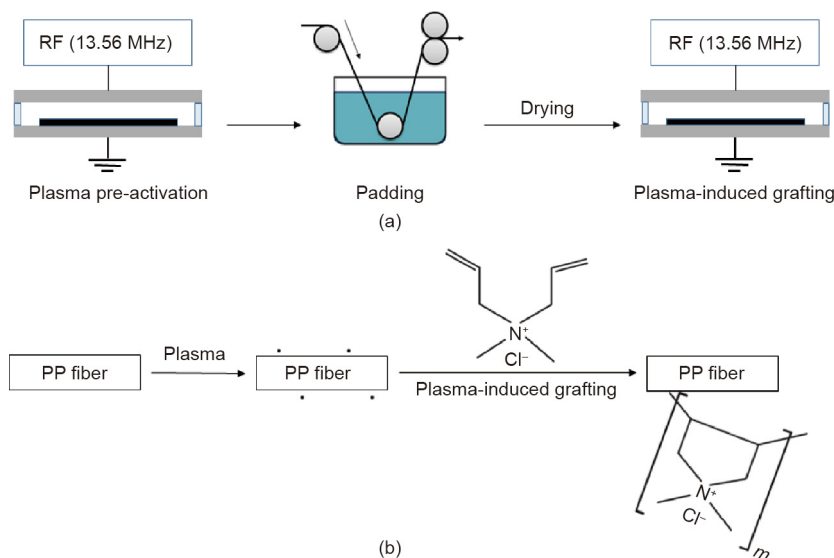 (a)
RF (13.56 MHz)
RF (13.56 MHz)
Drying
Plasma pre-activation
Padding
Plasma-induced grafting
(a)
N⁺
Cl⁻
PP fiber
Plasma
PP fiber
Plasma-induced grafting
PP fiber
N⁺
Cl⁻
m
(b)